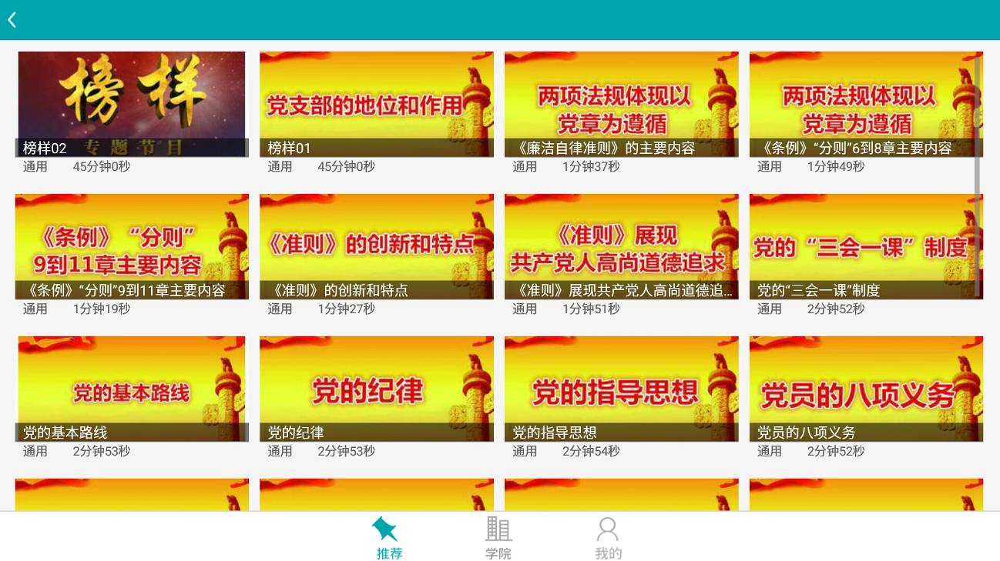 榜样
专题节目
榜样02
通用 45分钟0秒
党支部的地位和作用
榜样01
通用 45分钟0秒
两项法规体现以
党章为遵循
《廉洁自律准则》的主要内容
通用 1分钟37秒
两项法规体现以
党章为遵循
《条例》“分则”6到8章主要内容
通用 1分钟49秒
《条例》“分则”
9到11章主要内容
《条例》“分则”9到11章主要内容
通用 1分钟19秒
《准则》的创新和特点
《准则》的创新和特点
通用 1分钟27秒
《准则》展现
共产党人高尚道德追求
《准则》展现共产党人高尚道德追...
通用 1分钟51秒
党的“三会一课”制度
党的“三会一课”制度
通用 2分钟52秒
党的基本路线
党的基本路线
通用 2分钟53秒
党的纪律
党的纪律
通用 2分钟53秒
党的指导思想
党的指导思想
通用 2分钟54秒
党员的八项义务
党员的八项义务
通用 2分钟52秒
推荐
学院
我的